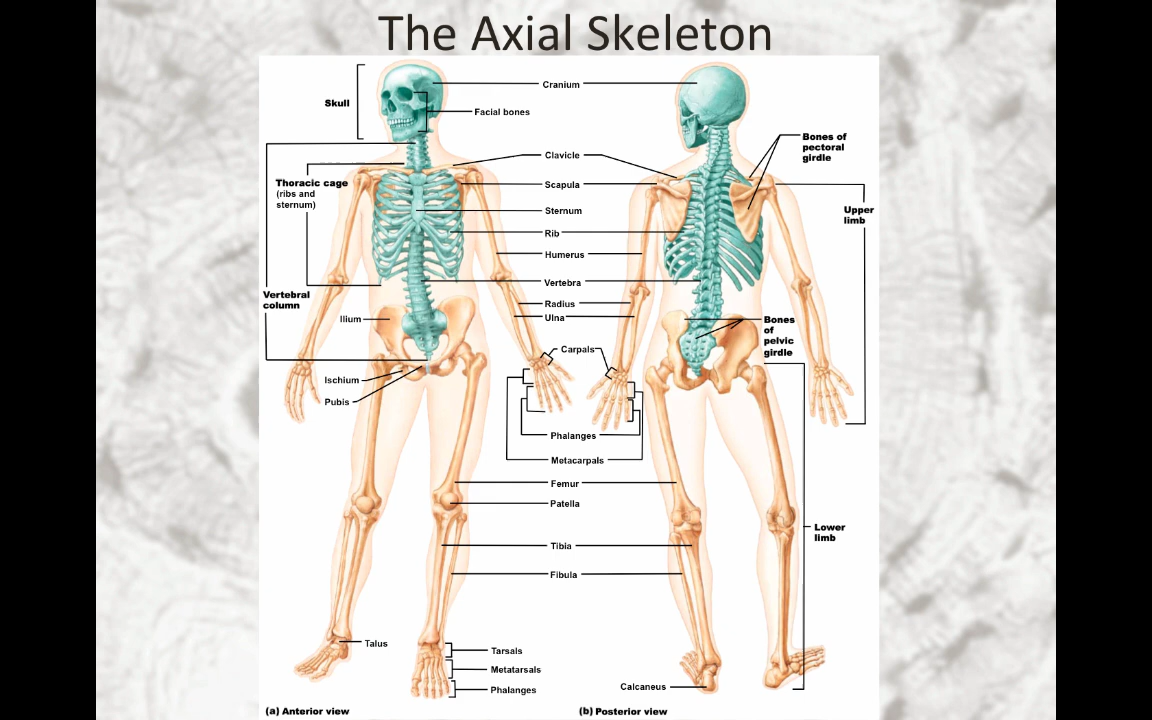 The Axial Skeleton
Cranium
Skull
Facial bones
Bones of
pectoral
girdle
Clavicle
Thoracic cage
(ribs and
sternum)
Scapula
Sternum
Upper
limb
Rib
Humerus
Vertebra
Vertebral
column
Radius
Ulna
Ilium
Bones
of
pelvic
girdle
Carpals
Ischium
Pubis
Phalanges
Metacarpals
Femur
Patella
Lower
limb
Tibia
Fibula
Talus
Tarsals
Metatarsals
Phalanges
Calcaneus
(a) Anterior view
(b) Posterior view